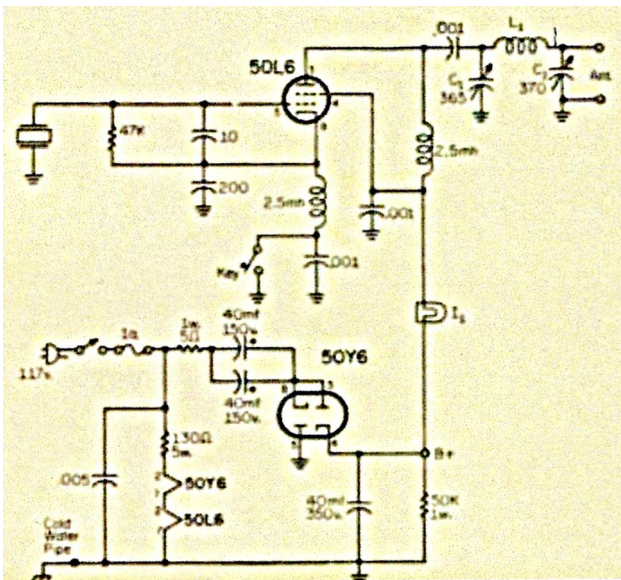 .001
L₁
50L6
C₁
365
C₂
370
Ant.
47K
.10
200
2.5mh
2.5mh
.001
.001
Key
I₁
40mf
150v.
1w.
5Ω
1a
117v.
50Y6
40mf
150v.
130Ω
5w.
B+
.005
50Y6
50L6
40mf
350v.
50K
1w.
Cold
Water
Pipe